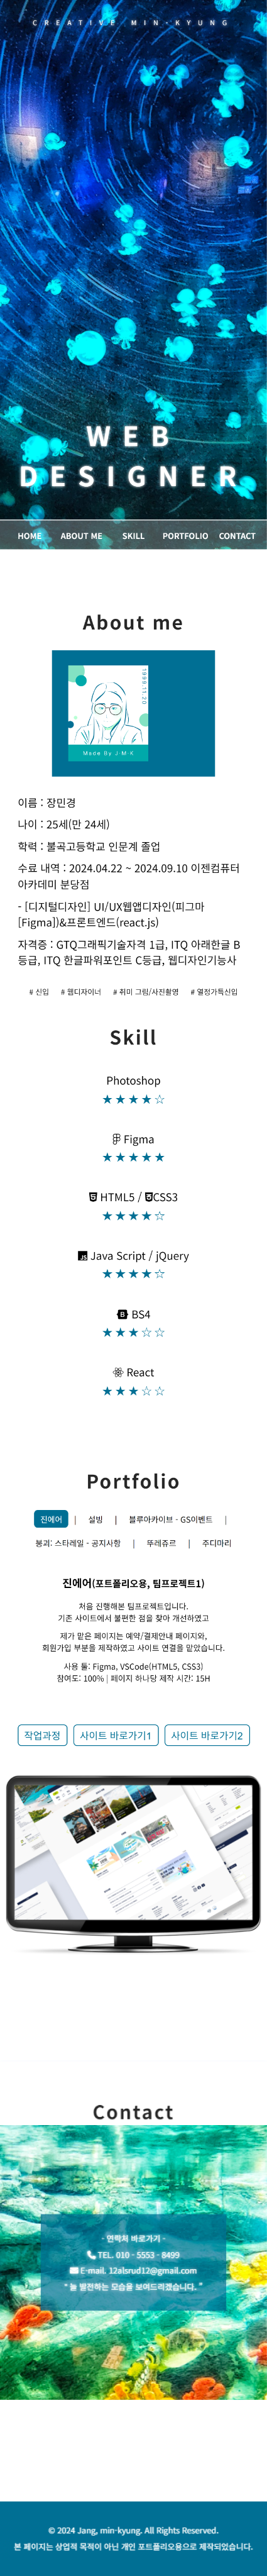 CREATIVE MIN-KYUNG
WEB
DESIGNER
HOME ABOUT ME SKILL PORTFOLIO CONTACT
About me
1999.11.20
Made By J·M·K
이름 : 장민경
나이 : 25세(만 24세)
학력 : 불곡고등학교 인문계 졸업
수료 내역 : 2024.04.22 ~ 2024.09.10 이젠컴퓨터
아카데미 분당점
- [디지털디자인] UI/UX웹앱디자인(피그마
[Figma])&프론트엔드(react.js)
자격증 : GTQ그래픽기술자격 1급, ITQ 아래한글 B
등급, ITQ 한글파워포인트 C등급, 웹디자인기능사
# 신입 # 웹디자이너 # 취미 그림/사진촬영 # 열정가득신입
Skill
Photoshop
★★★★☆
Figma
★★★★★
HTML5 / CSS3
★★★★☆
Java Script / jQuery
★★★★☆
BS4
★★★☆☆
React
★★★☆☆
Portfolio
진에어 | 설빙 | 블루아카이브 - GS이벤트 |
붕괴: 스타레일 - 공지사항 | 뚜레쥬르 | 주디마리
진에어(포트폴리오용, 팀프로젝트1)
처음 진행해본 팀프로젝트입니다.
기존 사이트에서 불편한 점을 찾아 개선하였고
제가 맡은 페이지는 예약/결제안내 페이지와,
회원가입 부분을 제작하였고 사이트 연결을 맡았습니다.
사용 툴: Figma, VSCode(HTML5, CSS3)
참여도: 100% | 페이지 하나당 제작 시간: 15H
작업과정 사이트 바로가기1 사이트 바로가기2
Contact
- 연락처 바로가기 -
TEL. 010 - 5553 - 8499
E-mail. 12alsrud12@gmail.com
" 늘 발전하는 모습을 보여드리겠습니다. "
© 2024 Jang, min-kyung. All Rights Reserved.
본 페이지는 상업적 목적이 아닌 개인 포트폴리오용으로 제작되었습니다.